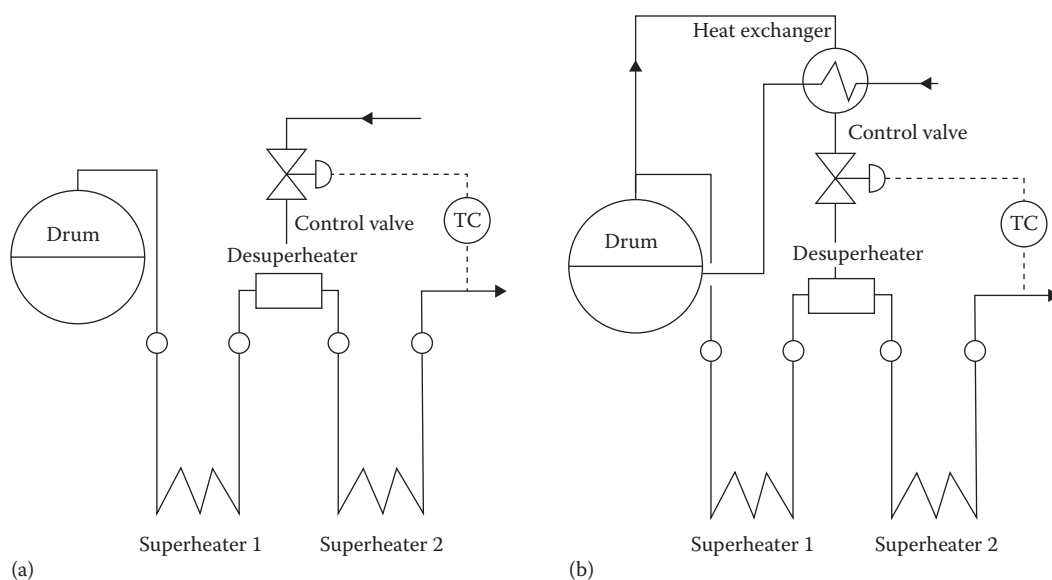 Drum
Control valve
Desuperheater
TC
Superheater 1
Superheater 2
(a)
Heat exchanger
Control valve
Drum
Desuperheater
TC
Superheater 1
Superheater 2
(b)